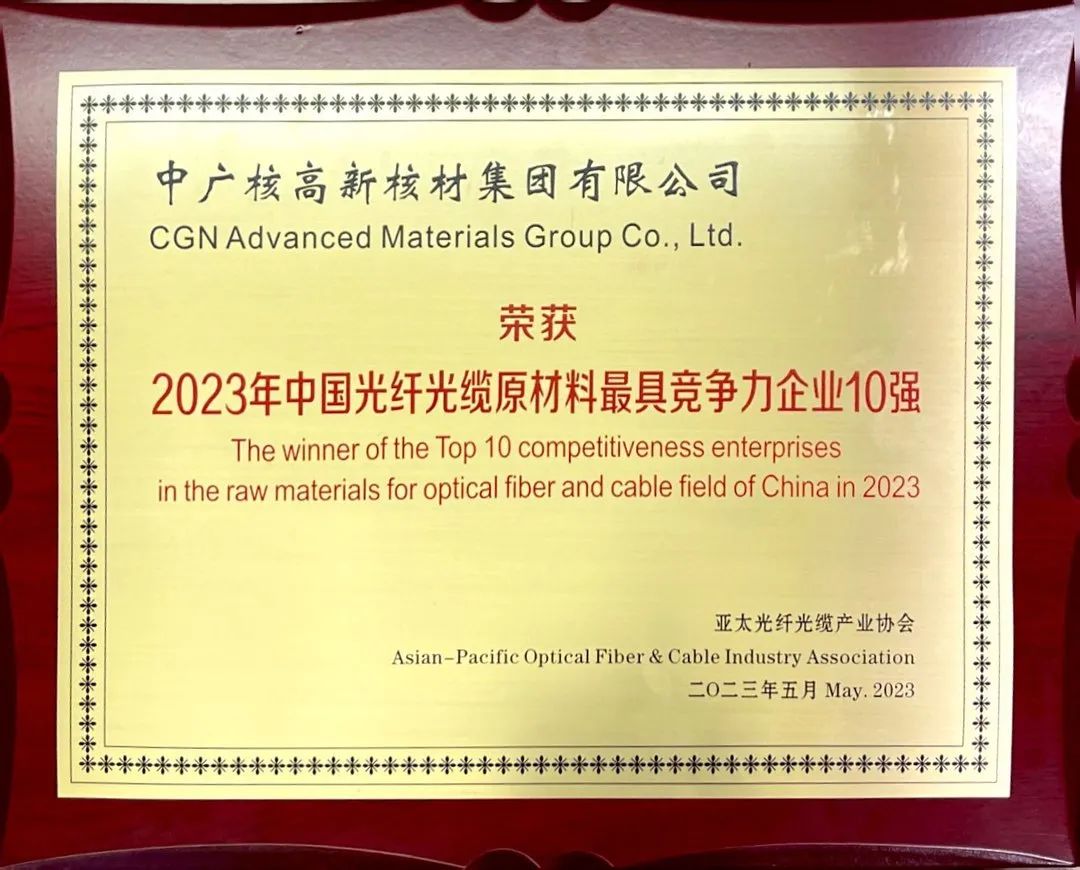 中广核高新核材集团有限公司
CGN Advanced Materials Group Co., Ltd.
荣获
2023年中国光纤光缆原材料最具竞争力企业10强
The winner of the Top 10 competitiveness enterprises
in the raw materials for optical fiber and cable field of China in 2023
亚太光纤光缆产业协会
Asian-Pacific Optical Fiber & Cable Industry Association
二〇二三年五月 May. 2023